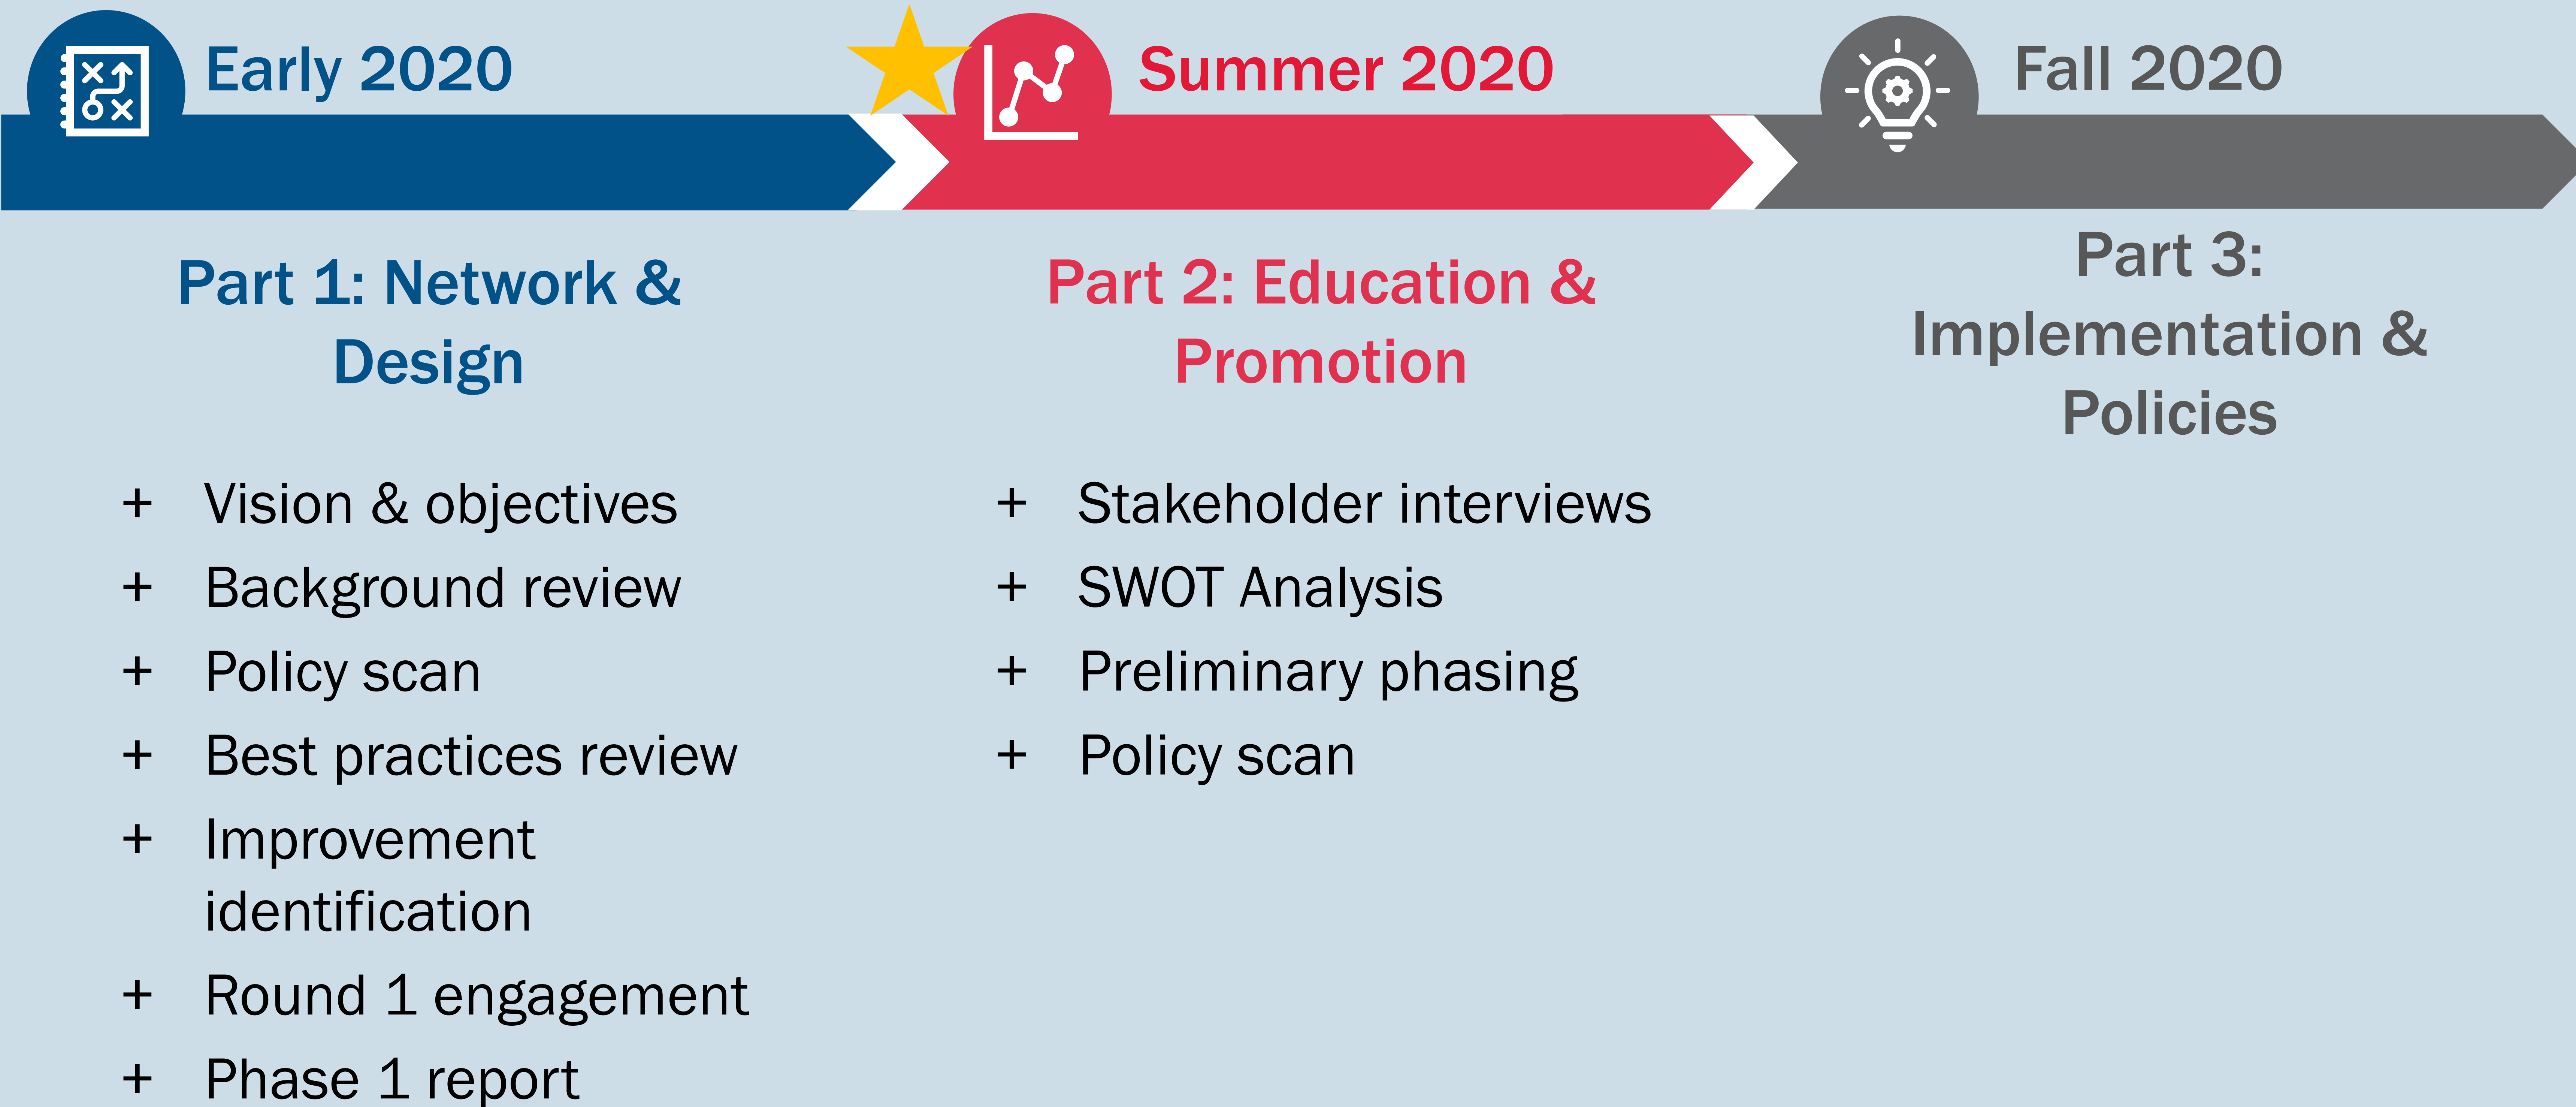 Early 2020
Summer 2020
Fall 2020
Part 1: Network &
Design
+ Vision & objectives
+ Background review
+ Policy scan
+ Best practices review
+ Improvement
identification
+ Round 1 engagement
+ Phase 1 report
Part 2: Education &
Promotion
+ Stakeholder interviews
+ SWOT Analysis
+ Preliminary phasing
+ Policy scan
Part 3:
Implementation &
Policies